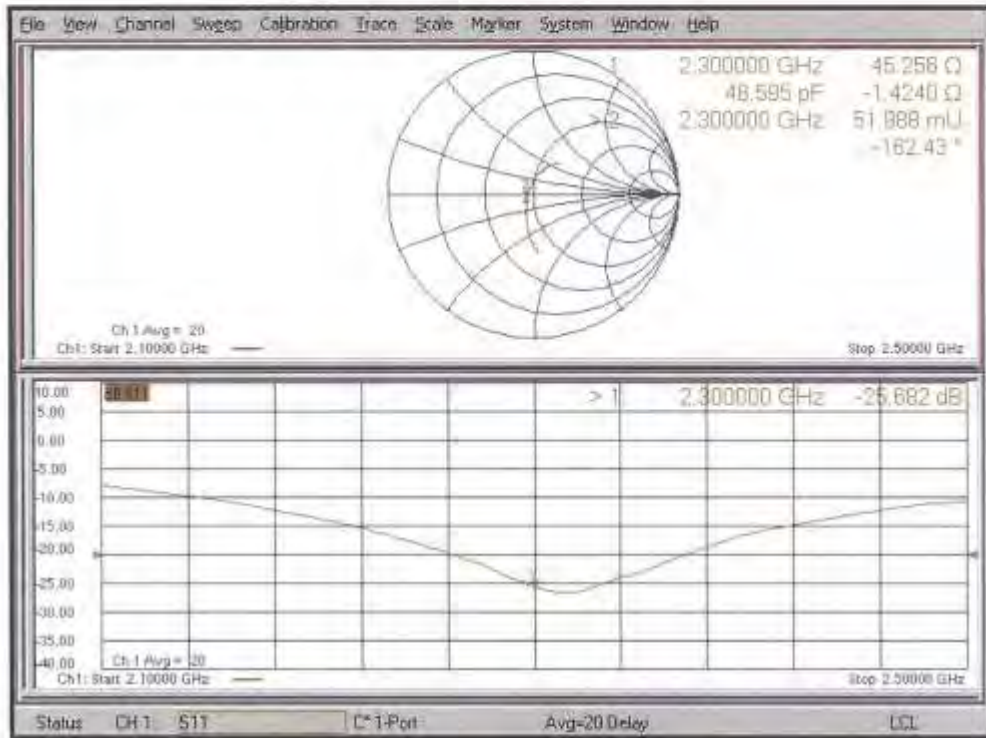 File View Channel Sweep Calibration Trace Scale Marker System Window Help
1 2.300000 GHz 45.256 Ω
48.595 pF -1.4240 Ω
> 2 2.300000 GHz 51.988 mU
-162.43 °
Ch 1 Avg = 20
Ch1: Start 2.10000 GHz
Stop 2.50000 GHz
10.00
> 1 2.300000 GHz -25.682 dB
5.00
0.00
-5.00
-10.00
-15.00
-20.00
-25.00
-30.00
-35.00
-40.00
Ch 1 Avg = 20
Ch1: Start 2.10000 GHz
Stop 2.50000 GHz
Status CH 1: S11 C* 1-Port Avg=20 Delay LCL